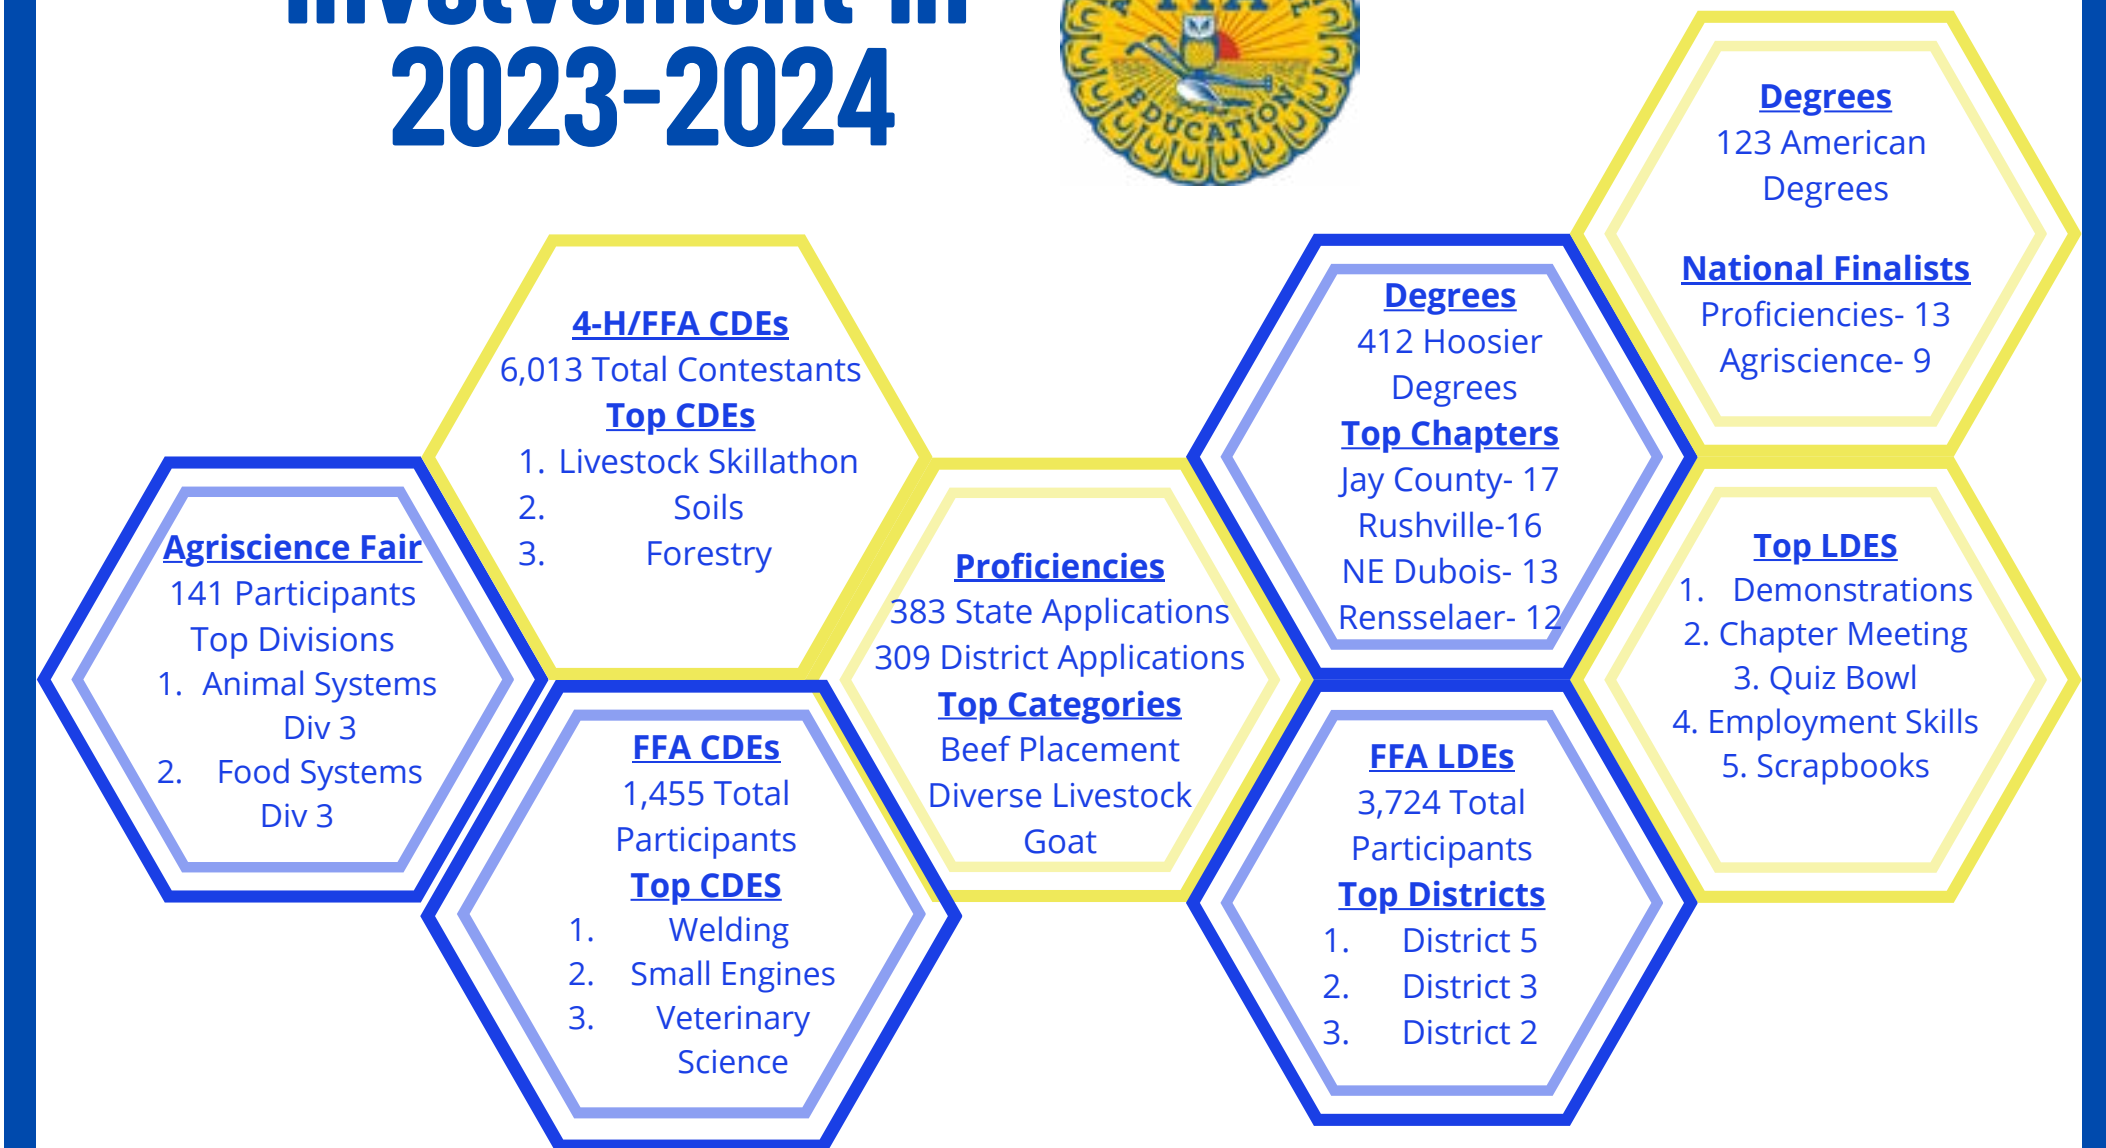 Involvement in
2023-2024
FFA
EDUCATION
Degrees
123 American
Degrees
National Finalists
Proficiencies- 13
Agriscience- 9
4-H/FFA CDEs
6,013 Total Contestants
Top CDEs
1. Livestock Skillathon
2. Soils
3. Forestry
Degrees
412 Hoosier
Degrees
Top Chapters
Jay County- 17
Rushville-16
NE Dubois- 13
Rensselaer- 12
Agriscience Fair
141 Participants
Top Divisions
1. Animal Systems
Div 3
2. Food Systems
Div 3
Proficiencies
383 State Applications
309 District Applications
Top Categories
Beef Placement
Diverse Livestock
Goat
Top LDES
1. Demonstrations
2. Chapter Meeting
3. Quiz Bowl
4. Employment Skills
5. Scrapbooks
FFA CDEs
1,455 Total
Participants
Top CDES
1. Welding
2. Small Engines
3. Veterinary
Science
FFA LDEs
3,724 Total
Participants
Top Districts
1. District 5
2. District 3
3. District 2